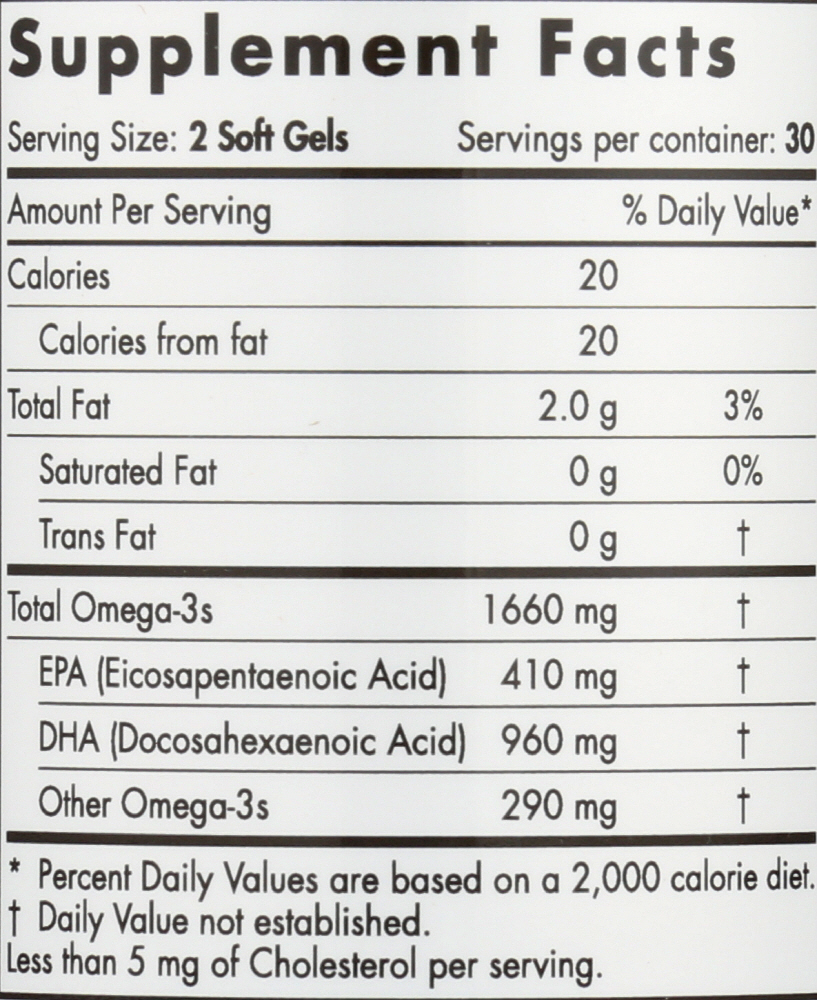 Supplement Facts
Serving Size: 2 Soft Gels Servings per container: 30
Amount Per Serving % Daily Value*
Calories 20
Calories from fat 20
Total Fat 2.0 g 3%
Saturated Fat 0 g 0%
Trans Fat 0 g †
Total Omega-3s 1660 mg †
EPA (Eicosapentaenoic Acid) 410 mg †
DHA (Docosahexaenoic Acid) 960 mg †
Other Omega-3s 290 mg †
* Percent Daily Values are based on a 2,000 calorie diet.
† Daily Value not established.
Less than 5 mg of Cholesterol per serving.